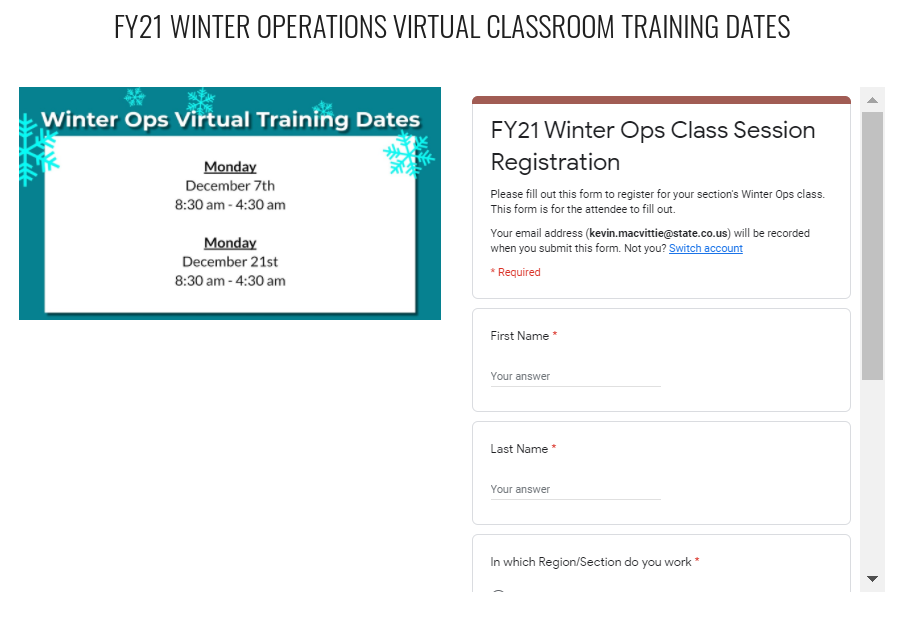 FY21 WINTER OPERATIONS VIRTUAL CLASSROOM TRAINING DATES
Winter Ops Virtual Training Dates
Monday
December 7th
8:30 am - 4:30 am
Monday
December 21st
8:30 am - 4:30 am
FY21 Winter Ops Class Session
Registration
Please fill out this form to register for your section's Winter Ops class.
This form is for the attendee to fill out.
Your email address (kevin.macvittie@state.co.us) will be recorded
when you submit this form. Not you? Switch account
* Required
First Name *
Your answer
Last Name *
Your answer
In which Region/Section do you work *